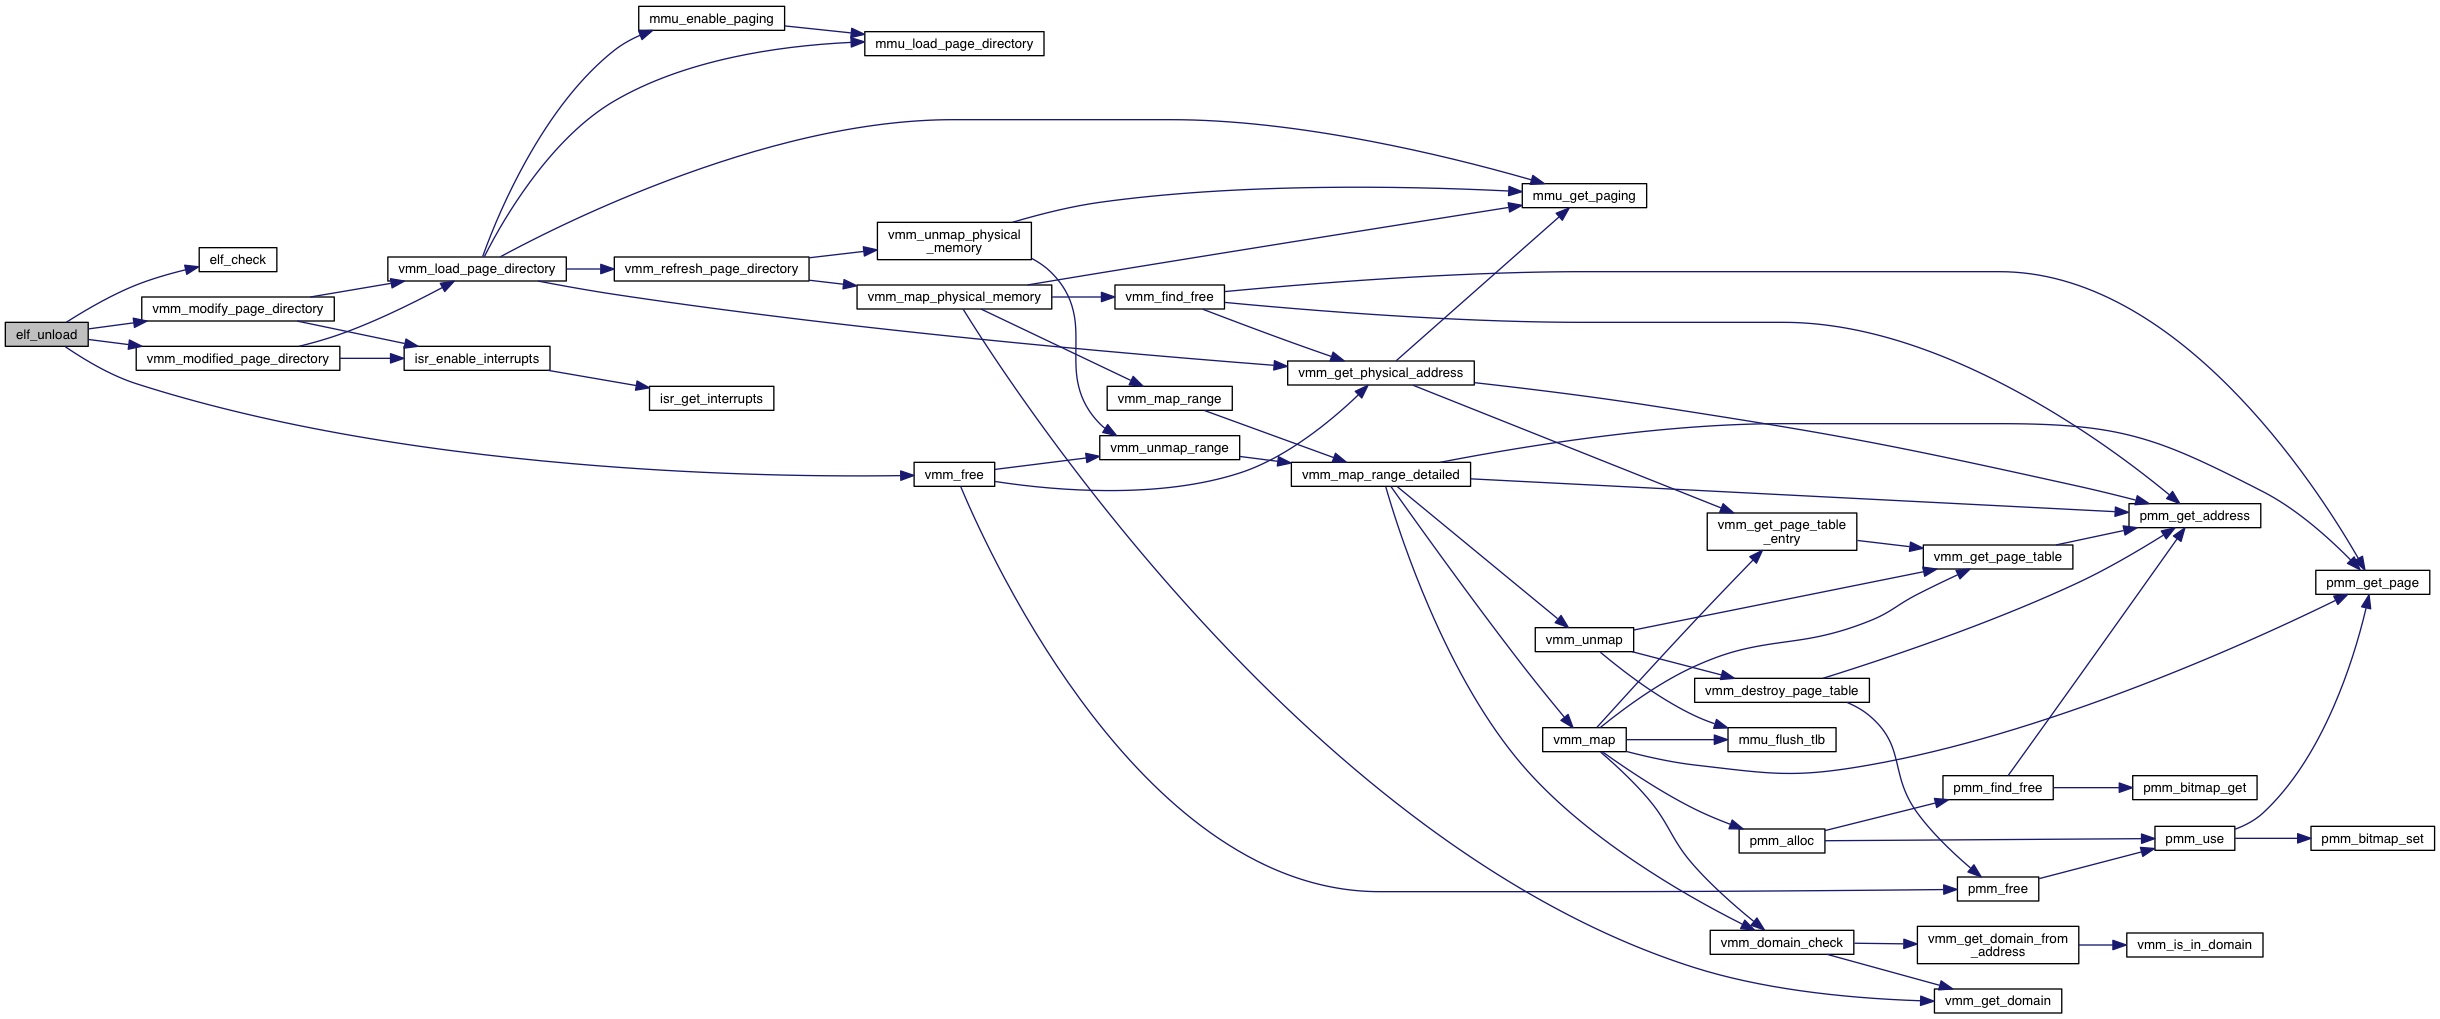 mmu_enable_paging
mmu_load_page_directory
mmu_get_paging
vmm_unmap_physical
_memory
elf_check
vmm_load_page_directory
vmm_refresh_page_directory
vmm_map_physical_memory
vmm_find_free
vmm_modify_page_directory
elf_unload
vmm_modified_page_directory
isr_enable_interrupts
vmm_get_physical_address
isr_get_interrupts
vmm_map_range
vmm_unmap_range
vmm_free
vmm_map_range_detailed
pmm_get_address
vmm_get_page_table
_entry
vmm_get_page_table
pmm_get_page
vmm_unmap
vmm_destroy_page_table
vmm_map
mmu_flush_tlb
pmm_find_free
pmm_bitmap_get
pmm_alloc
pmm_use
pmm_bitmap_set
pmm_free
vmm_domain_check
vmm_get_domain_from
_address
vmm_is_in_domain
vmm_get_domain